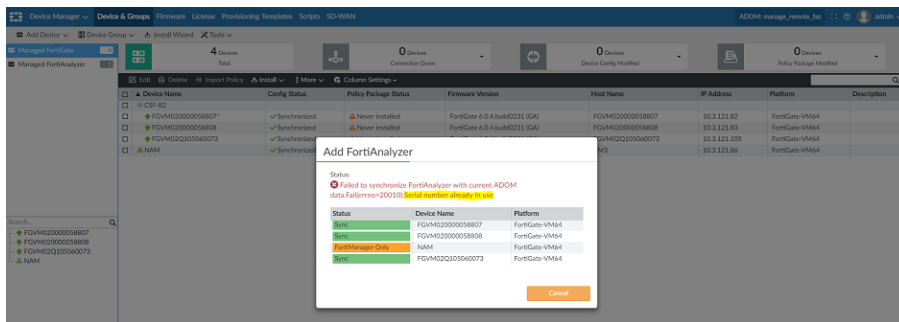 Device Manager Device & Groups Firmware License Provisioning Templates Scripts SD-WAN ADOM: manage_remote_faz admin
Add Device Device Group Install Wizard Tools
Managed FortiGate
Managed FortiAnalyzer
4 Devices
Total
0 Devices
Connection Down
0 Devices
Device Config Modified
0 Devices
Policy Package Modified
Edit Delete Import Policy Install More Column Settings
Device Name Config Status Policy Package Status Firmware Version Host Name IP Address Platform Description
CSF-82
FGVM020000058807* Synchronized Never installed FortiGate 6.0.4,build0231 (GA) FGVM020000058807 10.3.121.82 FortiGate-VM64
FGVM020000058808 Synchronized Never installed FortiGate 6.0.4,build0231 (GA) FGVM020000058808 10.3.121.83 FortiGate-VM64
FGVM02Q105060073 Synchronized Never installed FortiGate 6.0.4,build0231 (GA) FGVM02Q105060073 10.3.121.105 FortiGate-VM64
NAM Synchronized 10.3.121.86 FortiGate-VM64
Add FortiAnalyzer
Status:
Failed to synchronize FortiAnalyzer with current ADOM
data.Fail(errno=20010):Serial number already in use
Status Device Name Platform
Sync FGVM020000058807 FortiGate-VM64
Sync FGVM020000058808 FortiGate-VM64
FortiManager Only NAM FortiGate-VM64
Sync FGVM02Q105060073 FortiGate-VM64
Cancel
Search...
FGVM020000058807
FGVM020000058808
FGVM02Q105060073
NAM